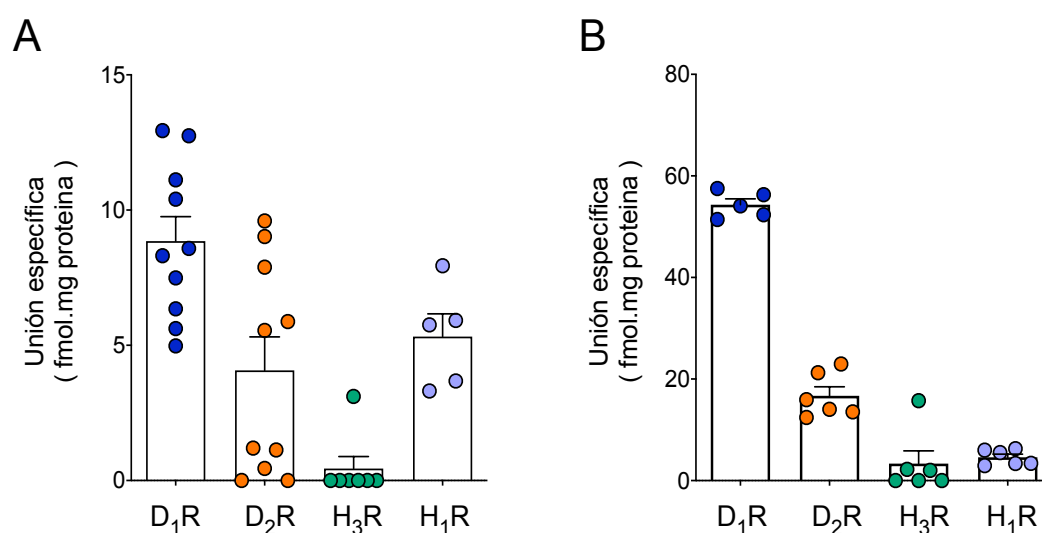 A
Unión específica
( fmol.mg proteina )
15
10
5
0
D₁R D₂R H₃R H₁R
B
Unión específica
( fmol.mg proteina )
80
60
40
20
0
D₁R D₂R H₃R H₁R